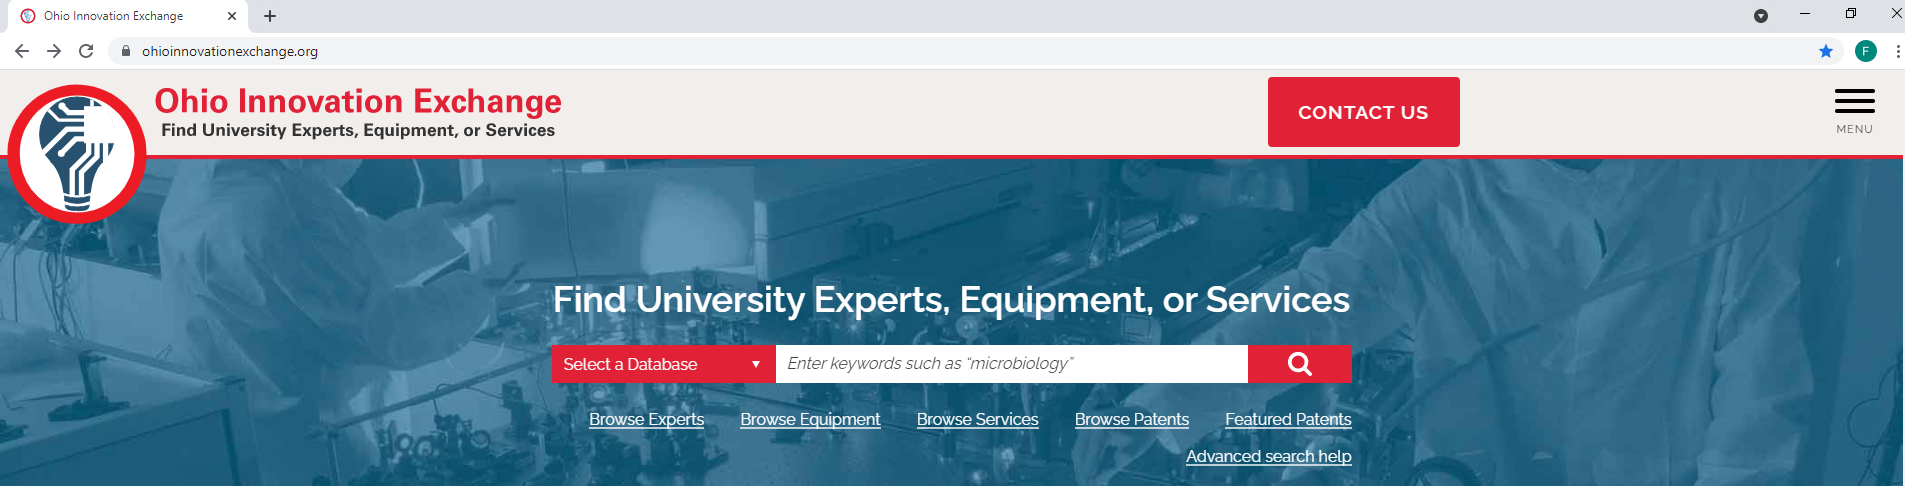 Ohio Innovation Exchange
ohioinnovationexchange.org
F
Ohio Innovation Exchange
Find University Experts, Equipment, or Services
CONTACT US
MENU
Find University Experts, Equipment, or Services
Select a Database
Enter keywords such as “microbiology”
Browse Experts
Browse Equipment
Browse Services
Browse Patents
Featured Patents
Advanced search help